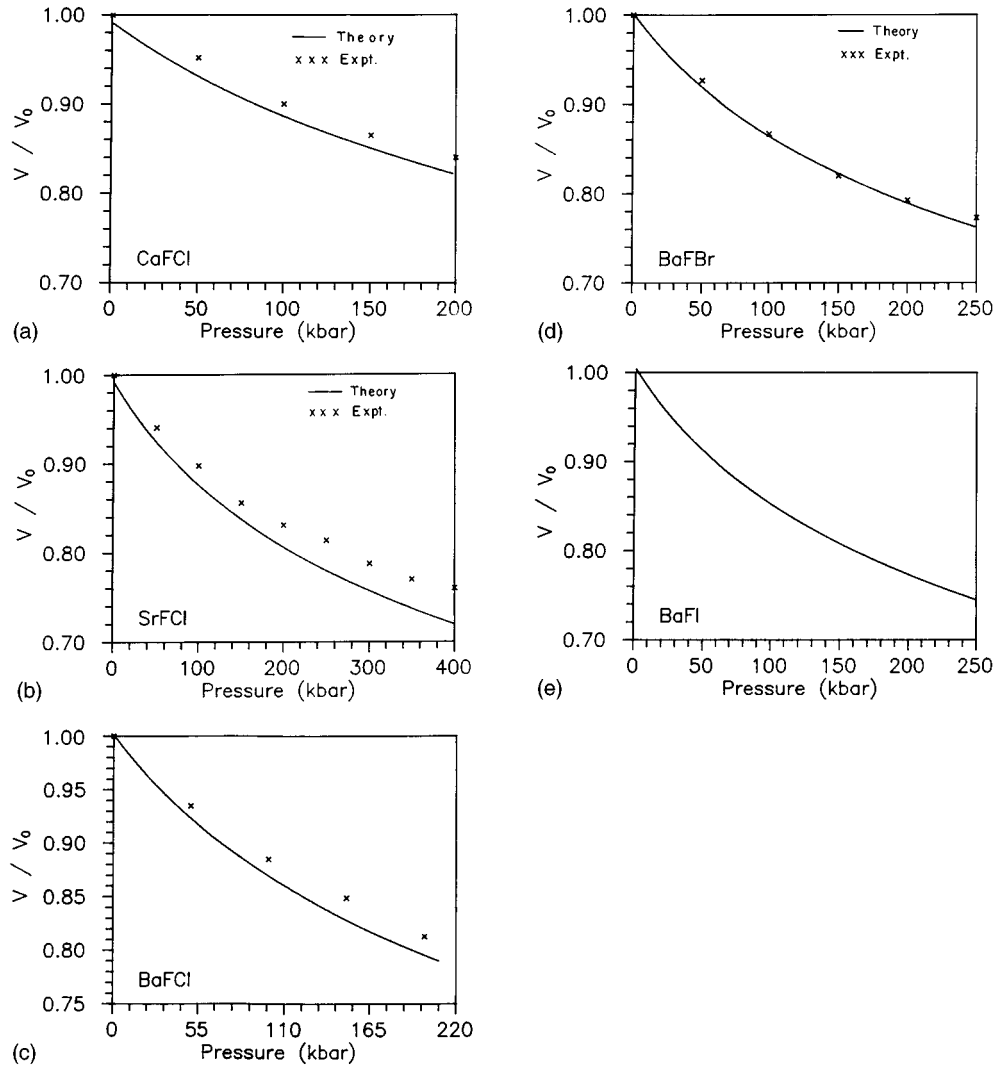 1.00
0.90
0.80
0.70
V / V₀
Theory
x x x Expt.
CaFCl
0 50 100 150 200
Pressure (kbar)
(a)
1.00
0.90
0.80
0.70
V / V₀
Theory
xxx Expt.
BaFBr
0 50 100 150 200 250
Pressure (kbar)
(d)
1.00
0.90
0.80
0.70
V / V₀
Theory
x x x Expt.
SrFCl
0 100 200 300 400
Pressure (kbar)
(b)
1.00
0.90
0.80
0.70
V / V₀
BaFI
0 50 100 150 200 250
Pressure (kbar)
(e)
1.00
0.95
0.90
0.85
0.80
0.75
V / V₀
BaFCl
0 55 110 165 220
Pressure (kbar)
(c)